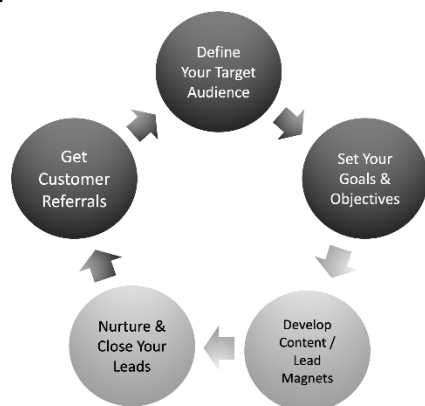 Define
Your Target
Audience
Set Your
Goals &
Objectives
Develop
Content /
Lead
Magnets
Nurture &
Close Your
Leads
Get
Customer
Referrals